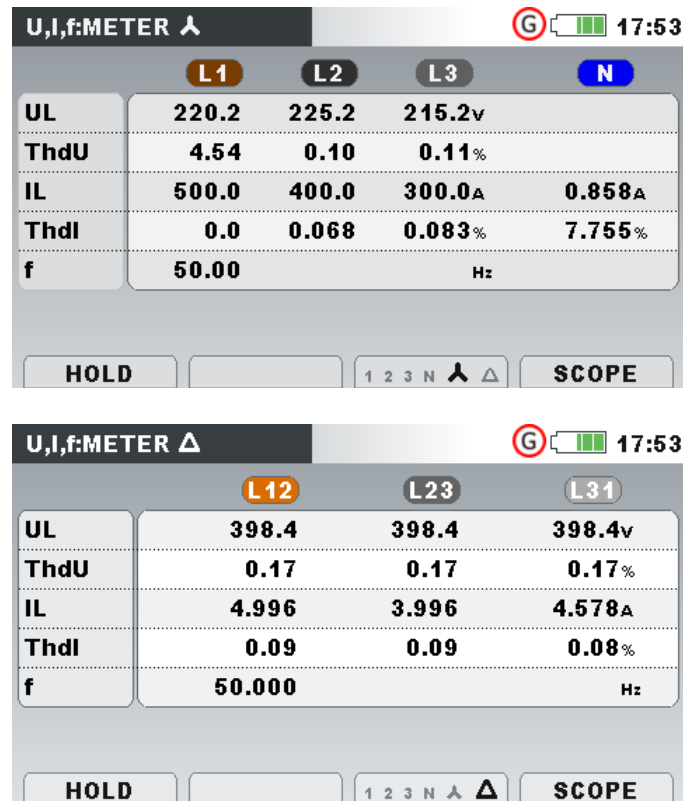 U,I,f:METER G 17:53
L1 L2 L3 N
UL 220.2 225.2 215.2V
ThdU 4.54 0.10 0.11%
IL 500.0 400.0 300.0A 0.858A
ThdI 0.0 0.068 0.083% 7.755%
f 50.00 Hz
HOLD 1 2 3 N 人 Δ SCOPE
U,I,f:METER Δ G 17:53
L12 L23 L31
UL 398.4 398.4 398.4V
ThdU 0.17 0.17 0.17%
IL 4.996 3.996 4.578A
ThdI 0.09 0.09 0.08%
f 50.000 Hz
HOLD 1 2 3 N 人 Δ SCOPE